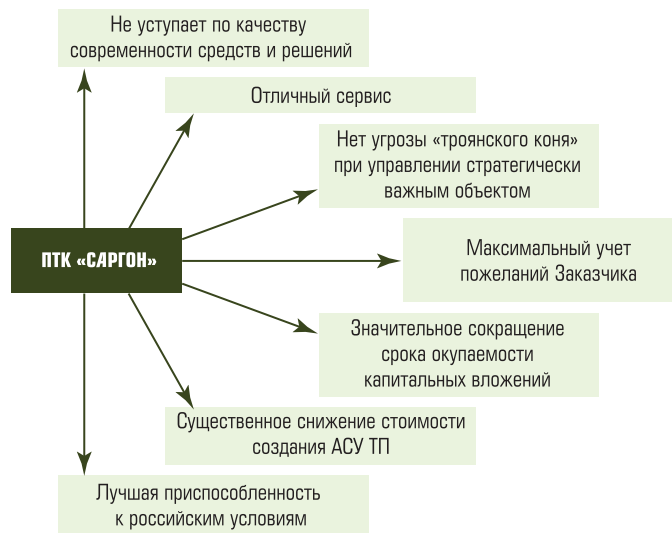 Не уступает по качеству
современности средств и решений
Отличный сервис
Нет угрозы «троянского коня»
при управлении стратегически
важным объектом
ПТК «САРГОН»
Максимальный учет
пожеланий Заказчика
Значительное сокращение
срока окупаемости
капитальных вложений
Существенное снижение стоимости
создания АСУ ТП
Лучшая приспособленность
к российским условиям